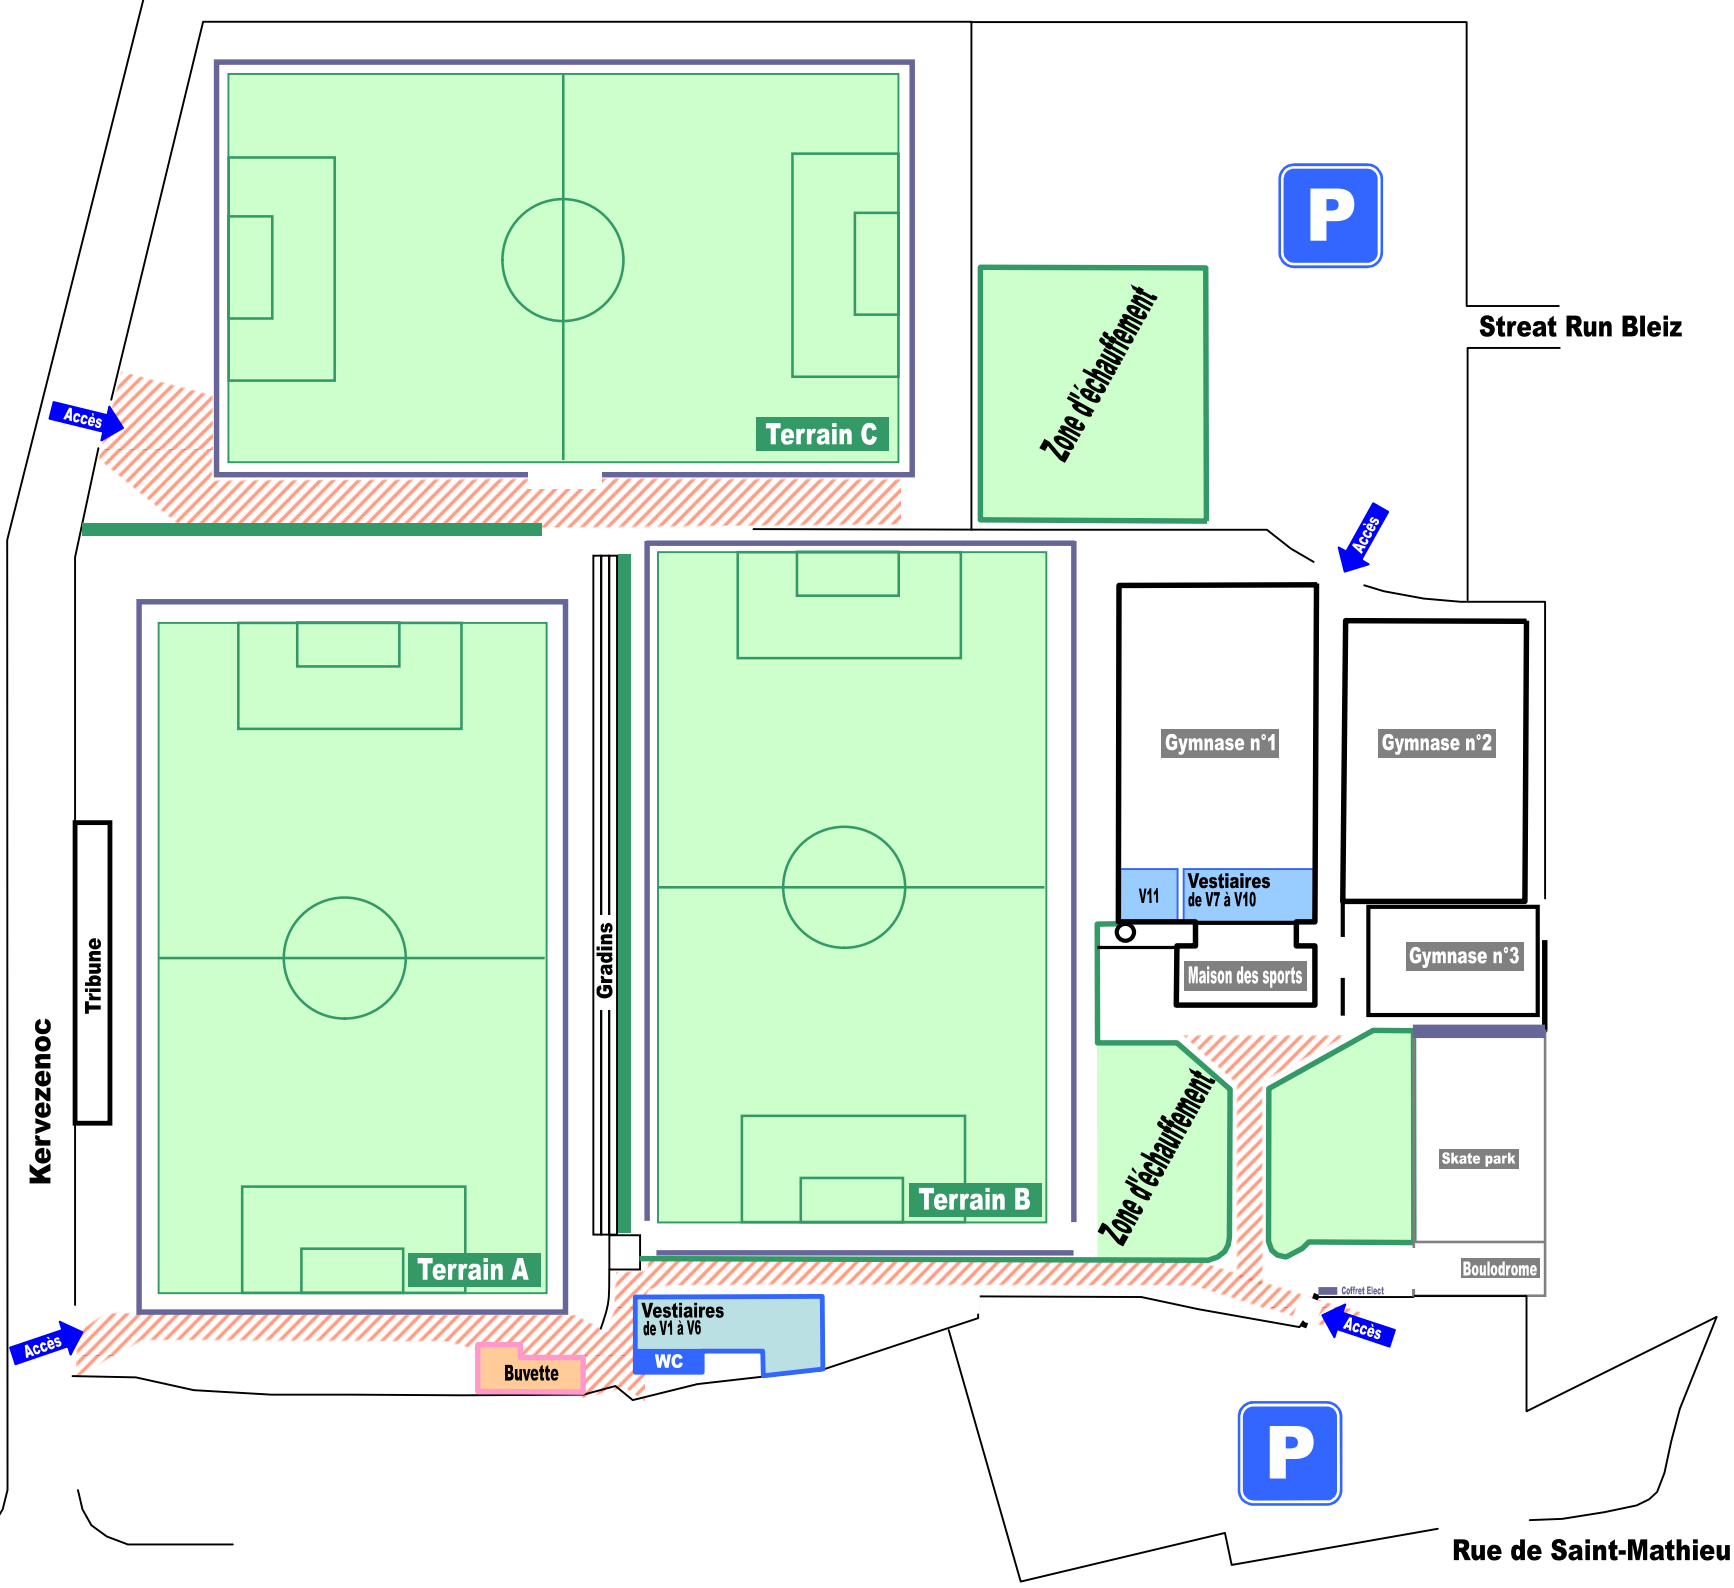 P
Streat Run Bleiz
Zone d'échauffement
Accès
Terrain C
Accès
Gymnase n°1
Gymnase n°2
V11
Vestiaires
de V7 à V10
Gradins
Tribune
Gymnase n°3
Maison des sports
Kervezenoc
Zone d'échauffement
Skate park
Terrain B
Terrain A
Boulodrome
Coffret Elect
Vestiaires
de V1 à V6
Accès
Accès
WC
Buvette
P
Rue de Saint-Mathieu